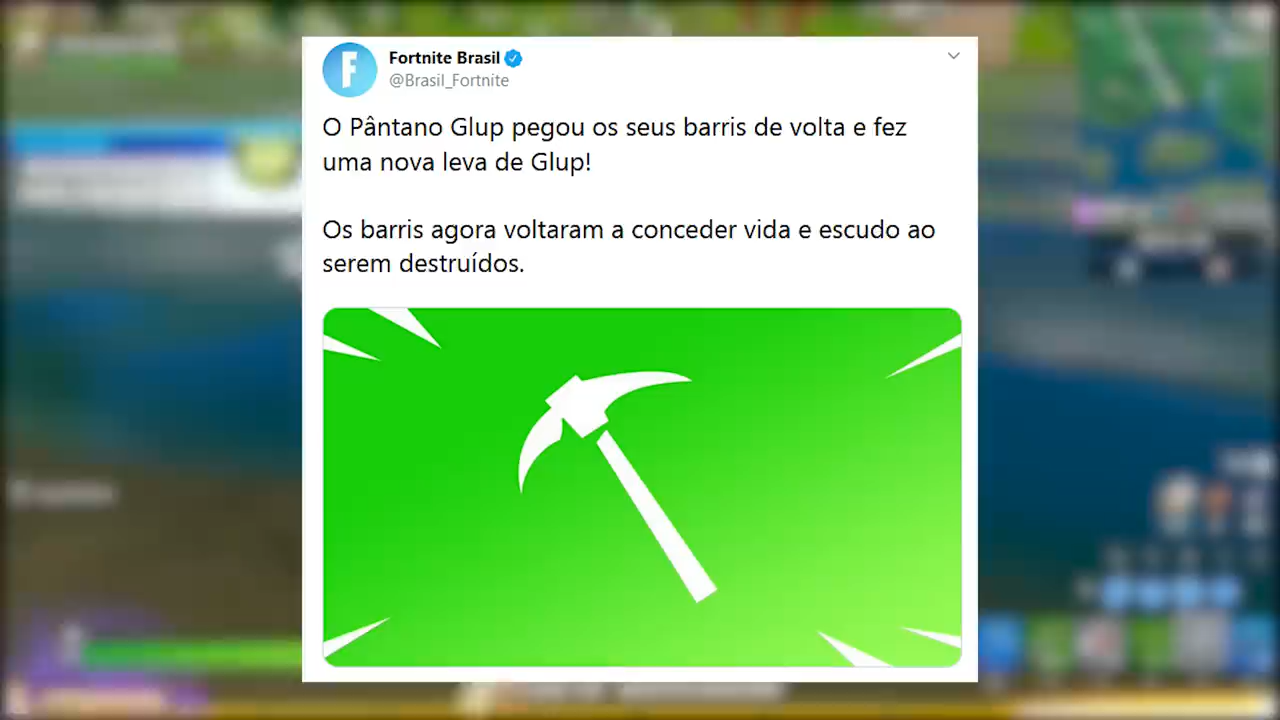 Fortnite Brasil
@Brasil_Fortnite
O Pântano Glup pegou os seus barris de volta e fez
uma nova leva de Glup!
Os barris agora voltaram a conceder vida e escudo ao
serem destruídos.